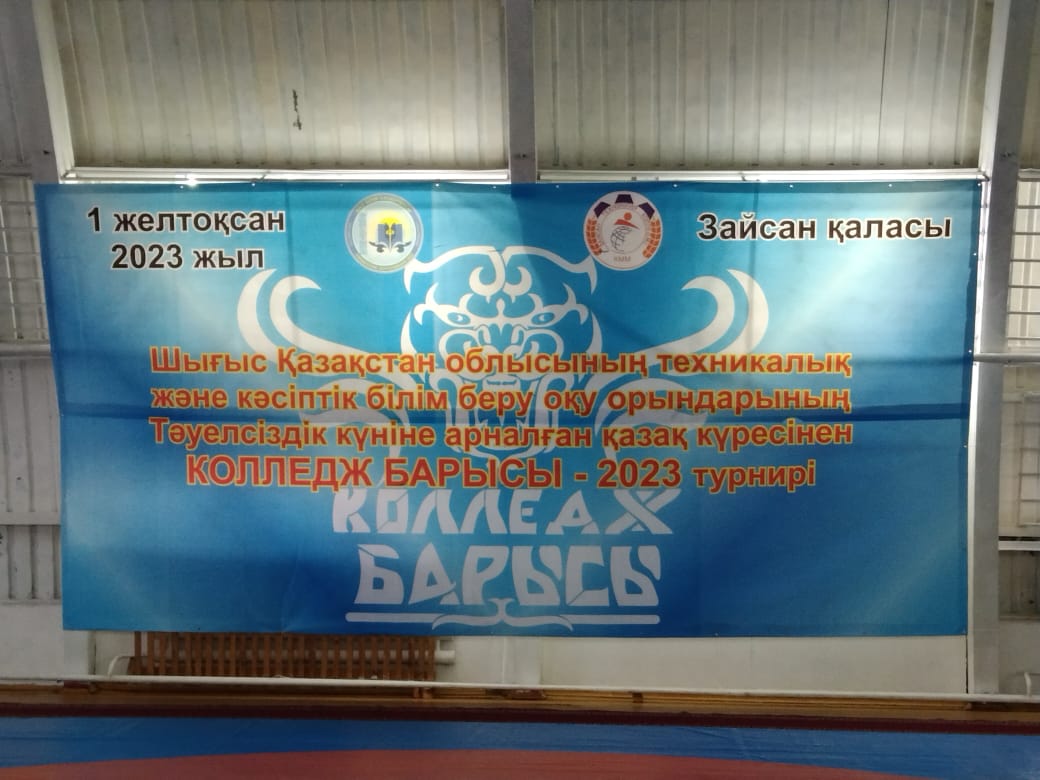 1 желтоқсан
2023 жыл
Зайсан қаласы
КММ
Шығыс Қазақстан облысының техникалық
және кәсіптік білім беру оқу орындарының
Тәуелсіздік күніне арналған қазақ күресінен
КОЛЛЕДЖ БАРЫСЫ - 2023 турнирі
КОЛЛЕДЖ
БАРЫСЫ